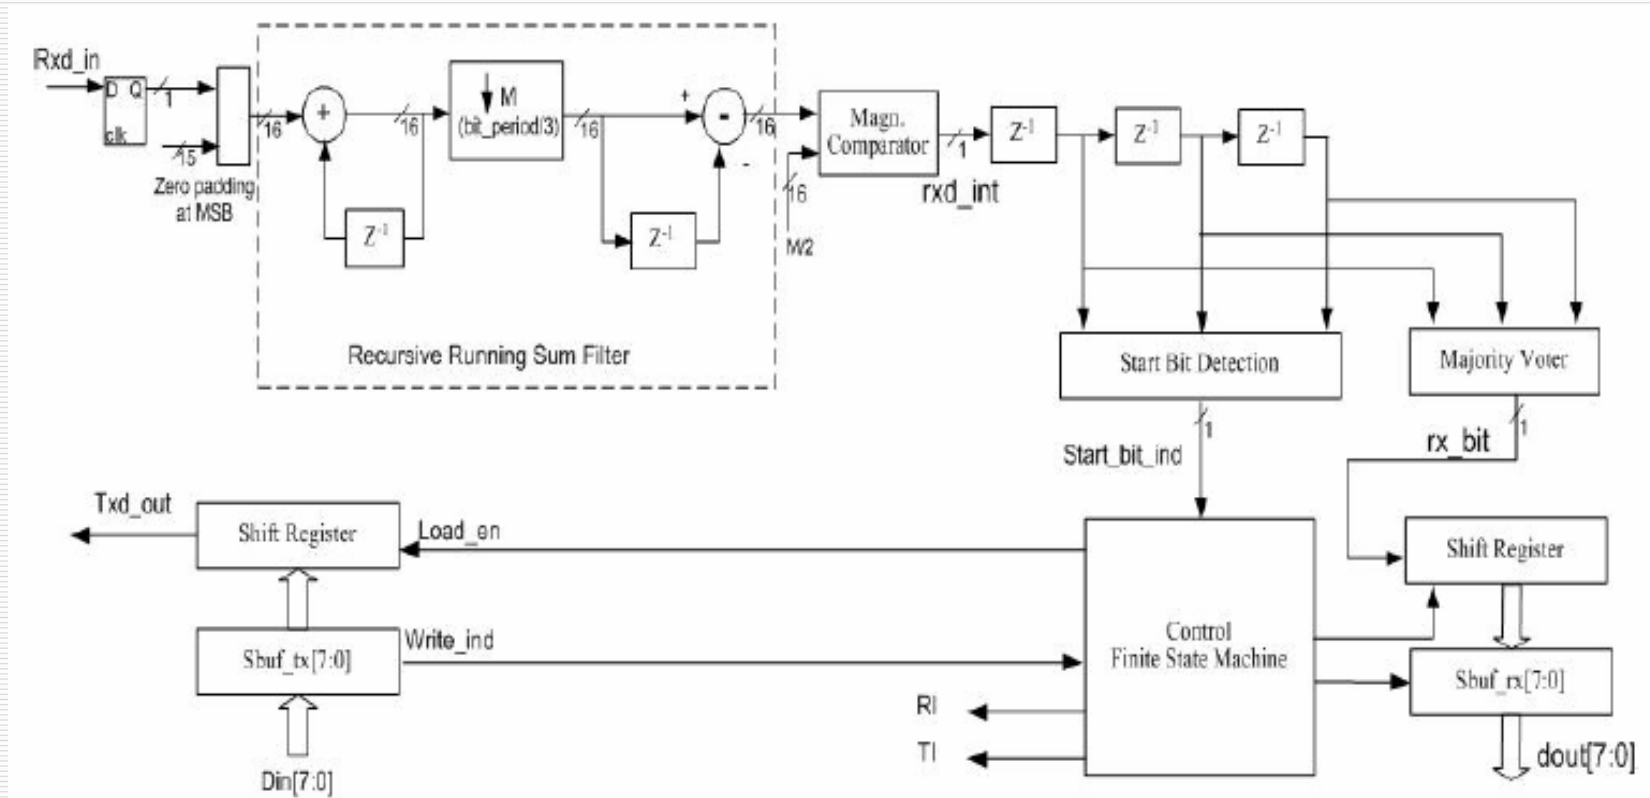 Rxd_in
D Q
clk
1
15
Zero padding
at MSB
16
+
16
Z-1
M
(bit_period/3)
16
+
-
-
16
Z-1
Recursive Running Sum Filter
Magn.
Comparator
16
M/2
1
rxd_int
Z-1
Z-1
Z-1
Start Bit Detection
Majority Voter
1
Start_bit_ind
rx_bit
1
Txd_out
Shift Register
Load_en
Shift Register
Sbuf_tx[7:0]
Write_ind
Control
Finite State Machine
Sbuf_rx[7:0]
RI
TI
Din[7:0]
dout[7:0]